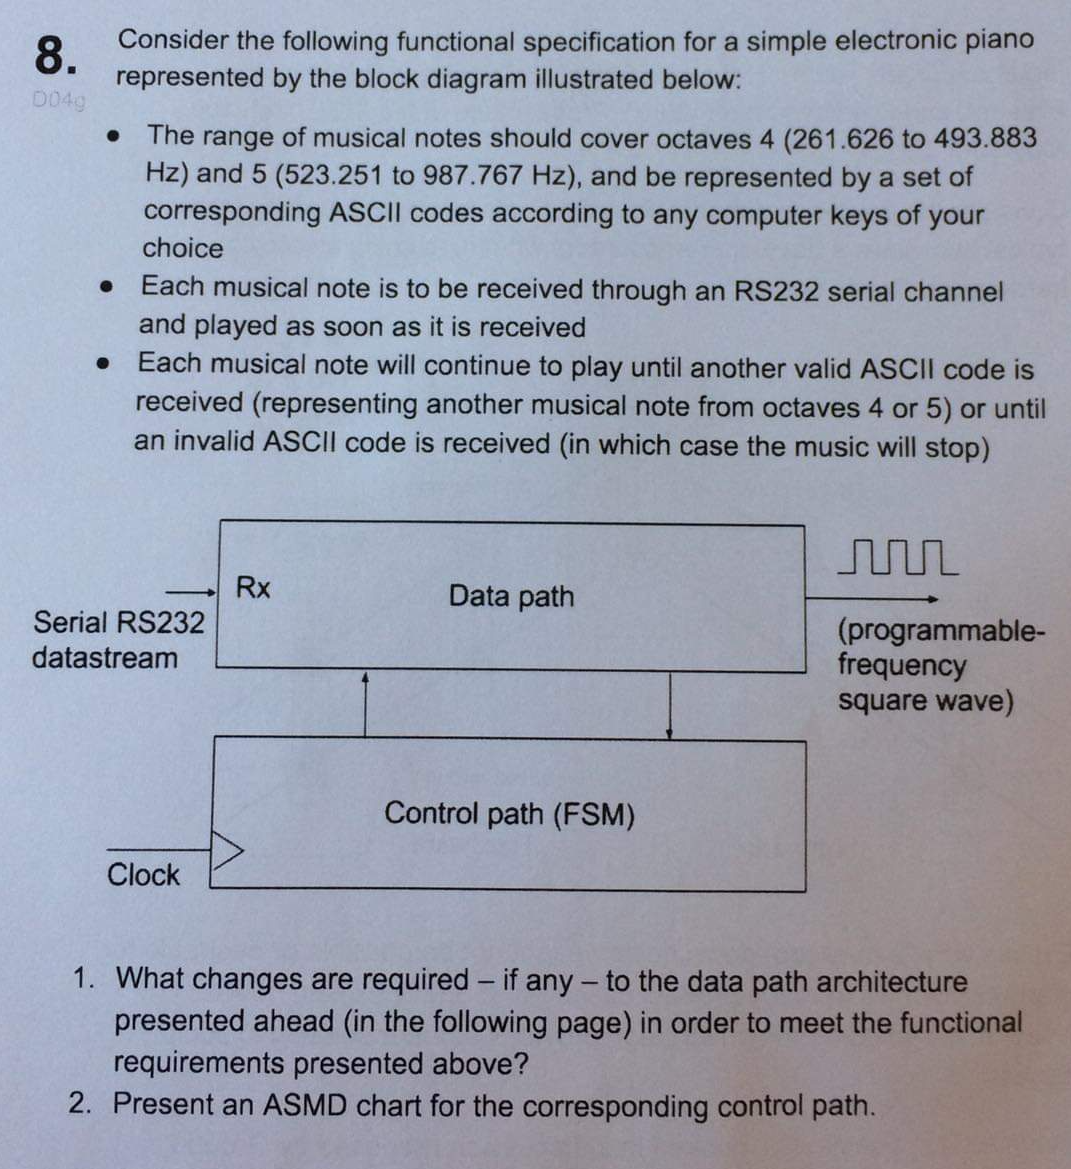 8.
D04g
Consider the following functional specification for a simple electronic piano
represented by the block diagram illustrated below:
• The range of musical notes should cover octaves 4 (261.626 to 493.883
Hz) and 5 (523.251 to 987.767 Hz), and be represented by a set of
corresponding ASCII codes according to any computer keys of your
choice
• Each musical note is to be received through an RS232 serial channel
and played as soon as it is received
• Each musical note will continue to play until another valid ASCII code is
received (representing another musical note from octaves 4 or 5) or until
an invalid ASCII code is received (in which case the music will stop)
Rx
Data path
Serial RS232
datastream
(programmable-
frequency
square wave)
Control path (FSM)
Clock
1. What changes are required – if any – to the data path architecture
presented ahead (in the following page) in order to meet the functional
requirements presented above?
2. Present an ASMD chart for the corresponding control path.